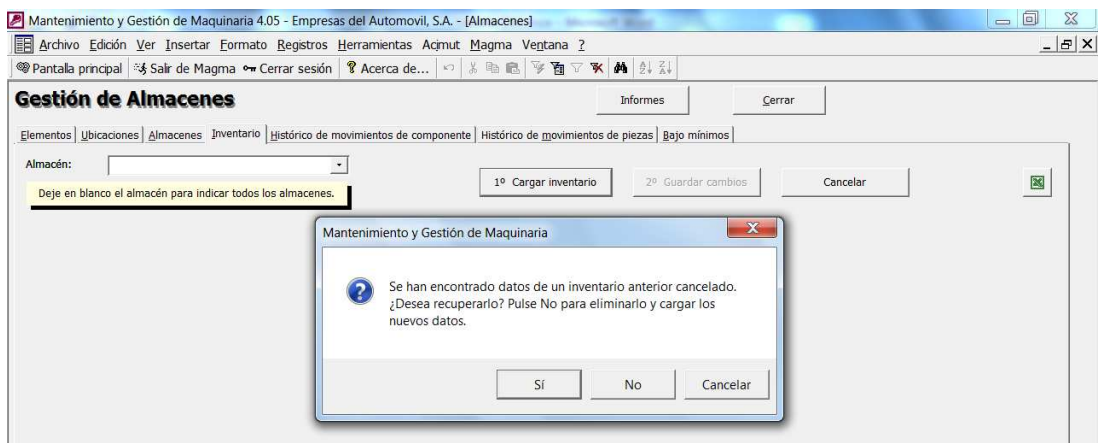 Mantenimiento y Gestión de Maquinaria 4.05 - Empresas del Automovil, S.A. - [Almacenes]
Archivo Edición Ver Insertar Formato Registros Herramientas Acjmut Magma Ventana ?
Pantalla principal Salir de Magma Cerrar sesión Acerca de...
Gestión de Almacenes Informes Cerrar
Elementos Ubicaciones Almacenes Inventario Histórico de movimientos de componente Histórico de movimientos de piezas Bajo mínimos
Almacén: 1º Cargar inventario 2º Guardar cambios Cancelar
Deje en blanco el almacén para indicar todos los almacenes.
Mantenimiento y Gestión de Maquinaria
Se han encontrado datos de un inventario anterior cancelado.
¿Desea recuperarlo? Pulse No para eliminarlo y cargar los
nuevos datos.
Sí No Cancelar